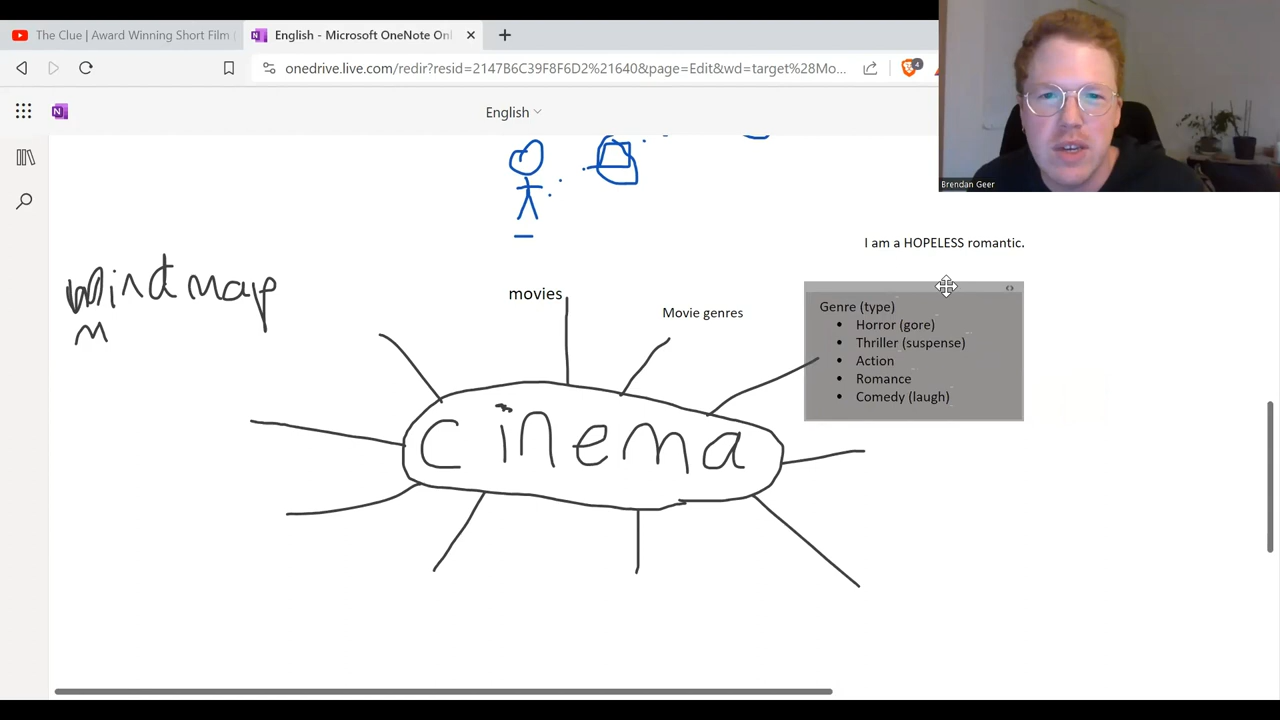 The Clue | Award Winning Short Film
English - Microsoft OneNote Onl
onedrive.live.com/redir?resid=2147B6C39F8F6D2%21640&page=Edit&wd=target%28Mo...
4
English
Brendan Geer
I am a HOPELESS romantic.
Mind map
M
movies
Movie genres
Genre (type)
• Horror (gore)
• Thriller (suspense)
• Action
• Romance
• Comedy (laugh)
cinema